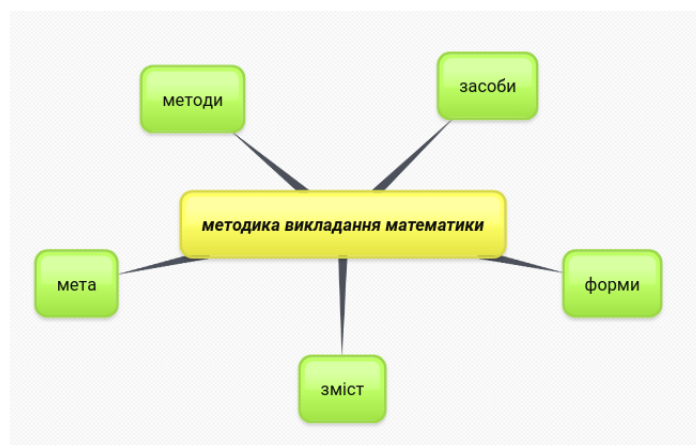 методи
засоби
методика викладання математики
мета
форми
зміст